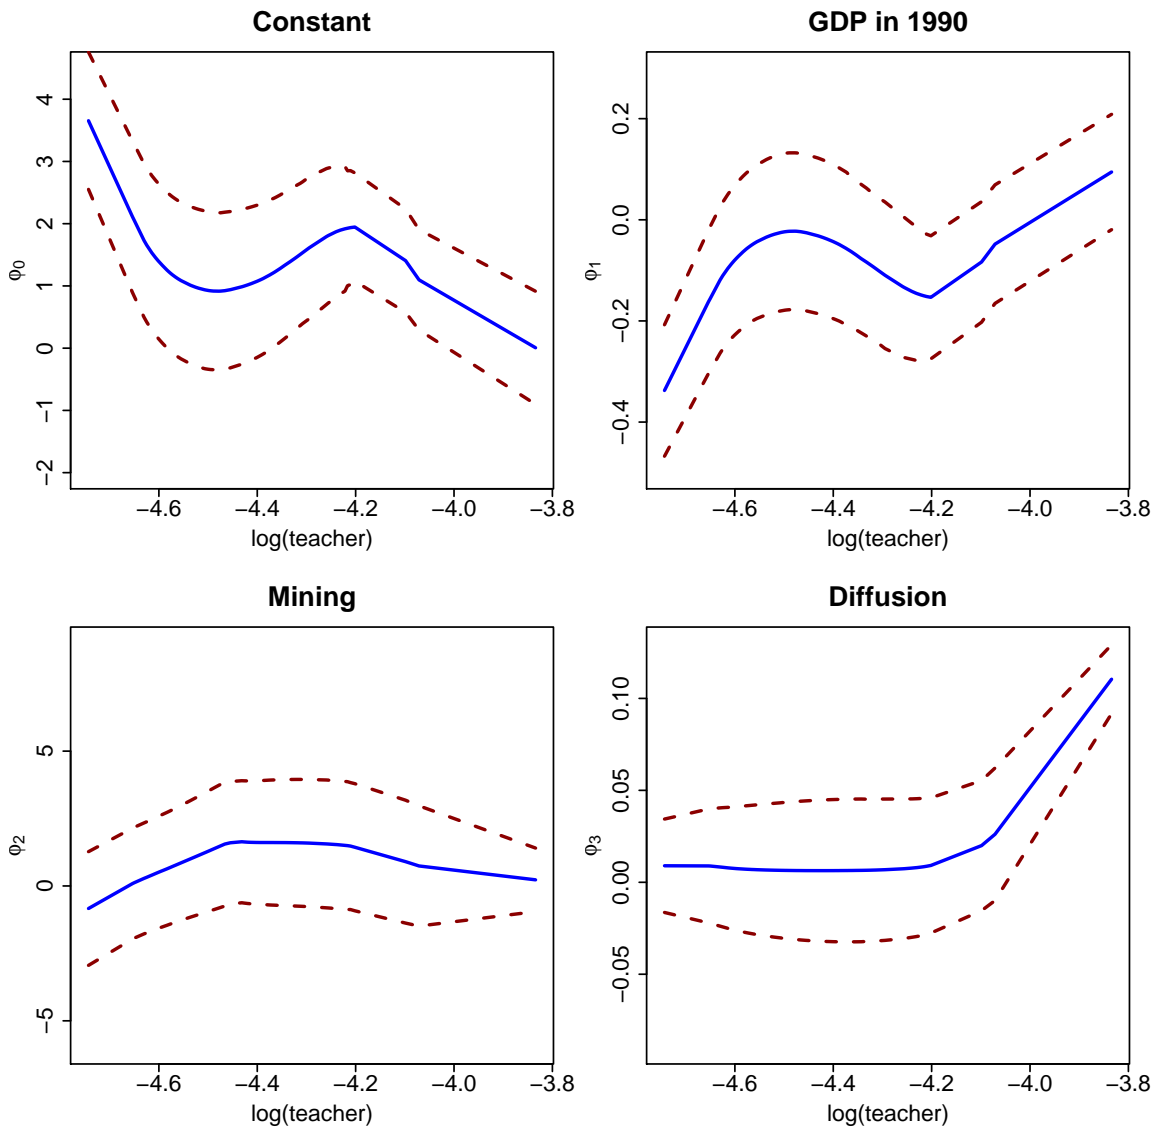 Constant
φ0
4
3
2
1
0
−1
−2
−4.6 −4.4 −4.2 −4.0 −3.8
log(teacher)
GDP in 1990
φ1
0.2
0.0
−0.2
−0.4
−4.6 −4.4 −4.2 −4.0 −3.8
log(teacher)
Mining
φ2
5
0
−5
−4.6 −4.4 −4.2 −4.0 −3.8
log(teacher)
Diffusion
φ3
0.10
0.05
0.00
−0.05
−4.6 −4.4 −4.2 −4.0 −3.8
log(teacher)